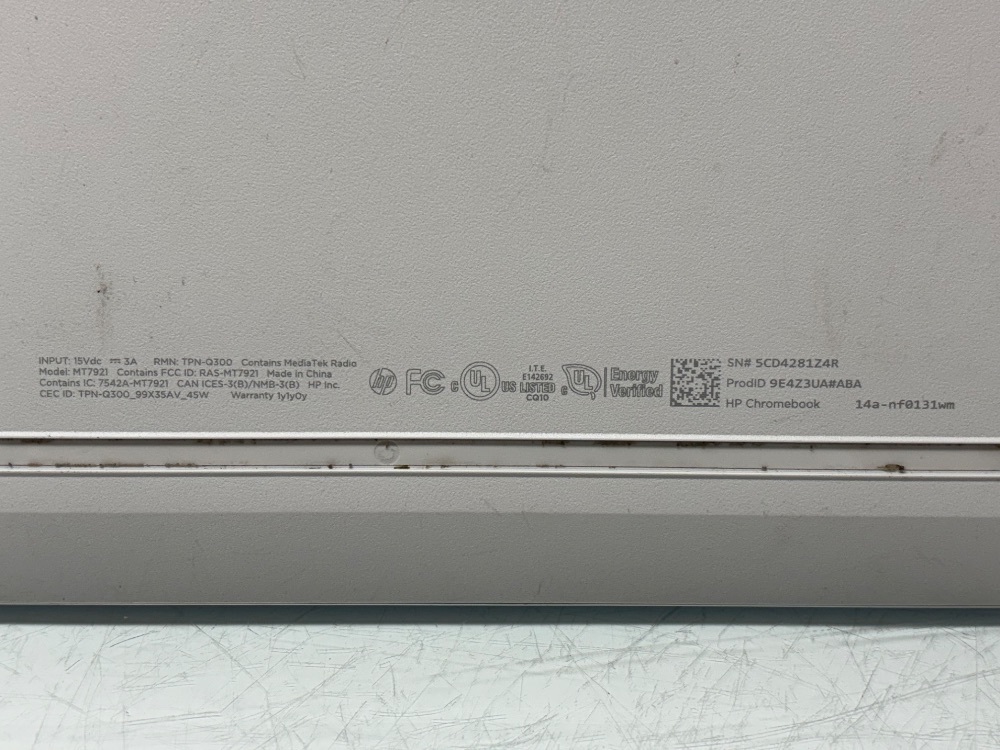 INPUT: 15Vdc ⎓ 3A RMN: TPN-Q300 Contains MediaTek Radio
Model: MT7921 Contains FCC ID: RAS-MT7921 Made in China
Contains IC: 7542A-MT7921 CAN ICES-3(B)/NMB-3(B) HP Inc.
CEC ID: TPN-Q300_99X35AV_45W Warranty 1y1y0y
hp
FC
C UL US LISTED
I.T.E.
E142692
CQ10
C UL Energy
Verified
SN# 5CD4281Z4R
ProdID 9E4Z3UA#ABA
HP Chromebook 14a-nf0131wm